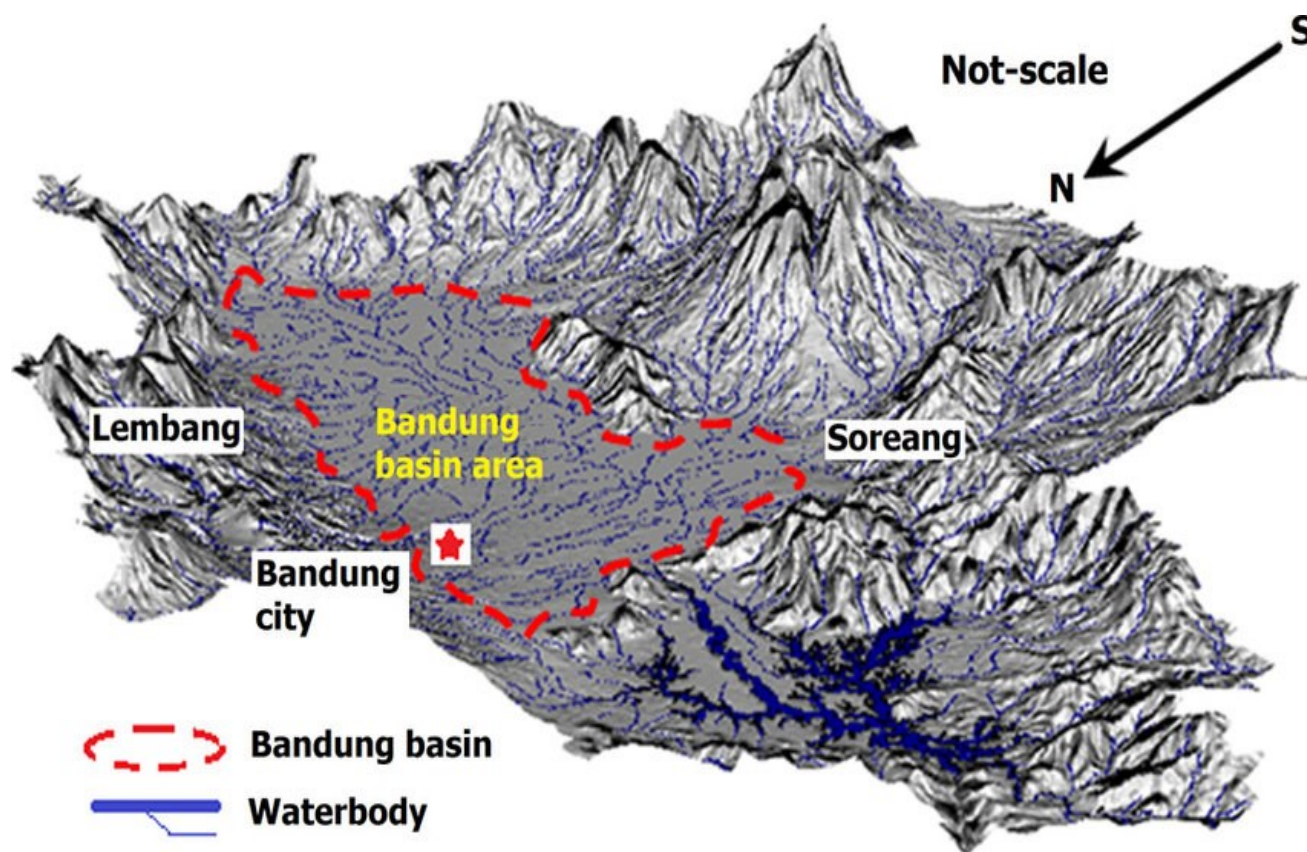 S
Not-scale
N
Lembang
Bandung
basin area
Soreang
Bandung
city
Bandung basin
Waterbody